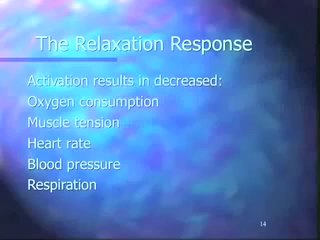 The Relaxation Response
Activation results in decreased:
Oxygen consumption
Muscle tension
Heart rate
Blood pressure
Respiration
14